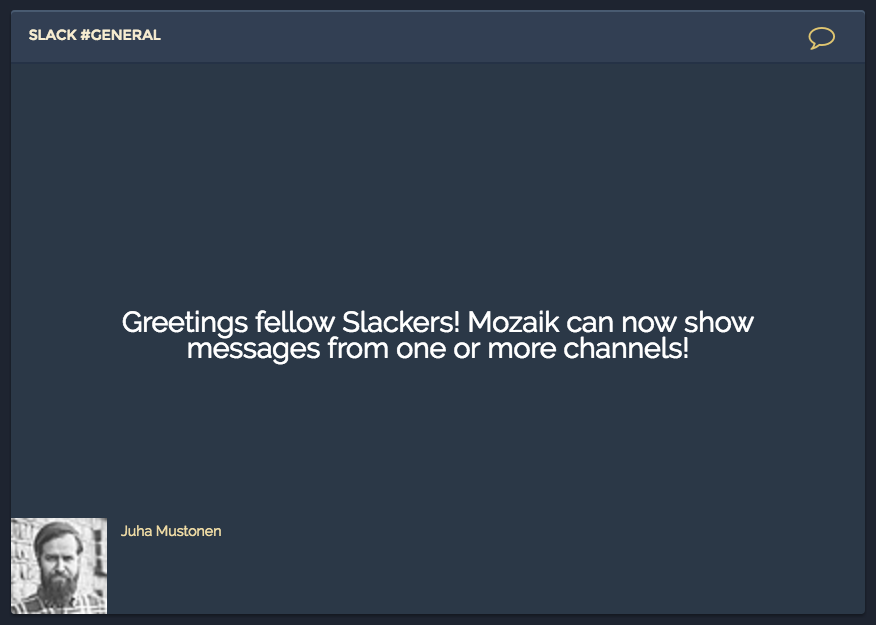 SLACK #GENERAL
Greetings fellow Slackers! Mozaik can now show
messages from one or more channels!
Juha Mustonen